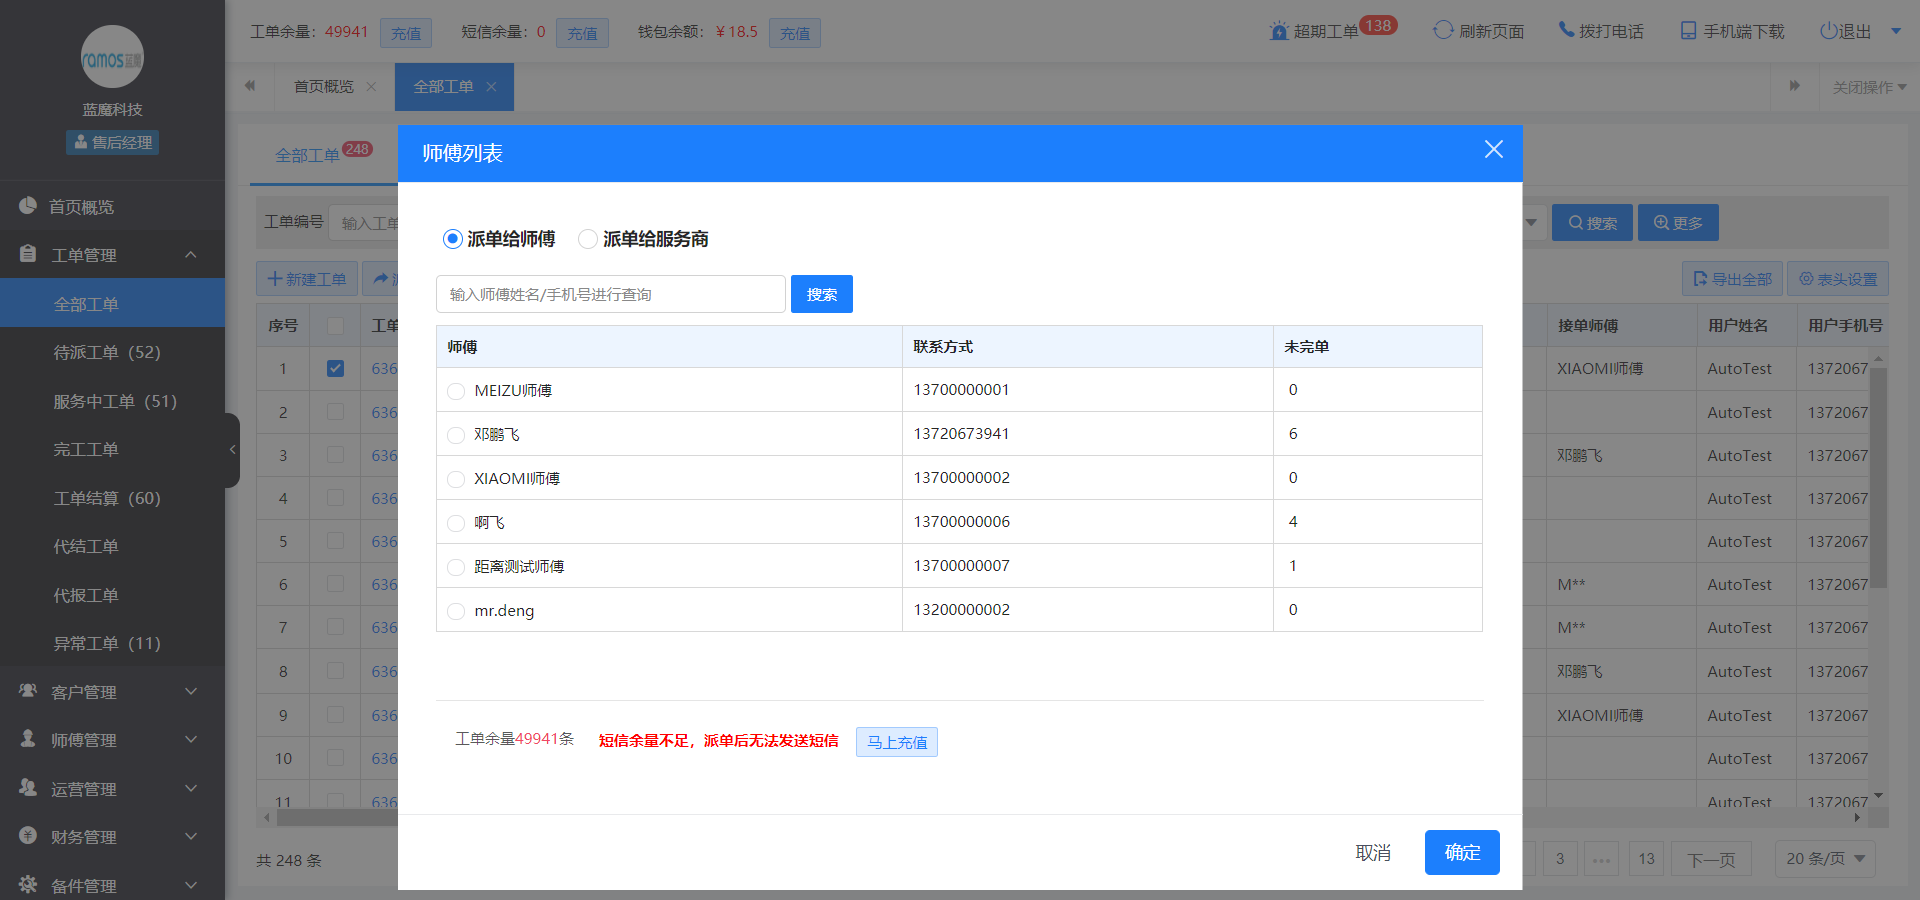 工单余量：49941 充值 短信余量：0 充值 钱包余额：￥18.5 充值 超期工单 138 刷新页面 拨打电话 手机端下载 退出
ramos蓝魔
蓝魔科技
售后经理
首页概览 全部工单 关闭操作
首页概览
工单管理
全部工单
待派工单（52）
服务中工单（51）
完工工单
工单结算（60）
代结工单
代报工单
异常工单（11）
客户管理
师傅管理
运营管理
财务管理
备件管理
全部工单 248
工单编号 输入工单 搜索 更多
新建工单 导出全部 表头设置
序号 工单 接单师傅 用户姓名 用户手机号
1 636 XIAOMI师傅 AutoTest 1372067
2 636 AutoTest 1372067
3 636 邓鹏飞 AutoTest 1372067
4 636 AutoTest 1372067
5 636 AutoTest 1372067
6 636 M** AutoTest 1372067
7 636 M** AutoTest 1372067
8 636 邓鹏飞 AutoTest 1372067
9 636 XIAOMI师傅 AutoTest 1372067
10 636 AutoTest 1372067
11 636 AutoTest 1372067
共 248 条 3 ... 13 下一页 20 条/页
师傅列表
派单给师傅 派单给服务商
输入师傅姓名/手机号进行查询 搜索
师傅 联系方式 未完单
MEIZU师傅 13700000001 0
邓鹏飞 13720673941 6
XIAOMI师傅 13700000002 0
啊飞 13700000006 4
距离测试师傅 13700000007 1
mr.deng 13200000002 0
工单余量49941条 短信余量不足，派单后无法发送短信 马上充值
取消 确定